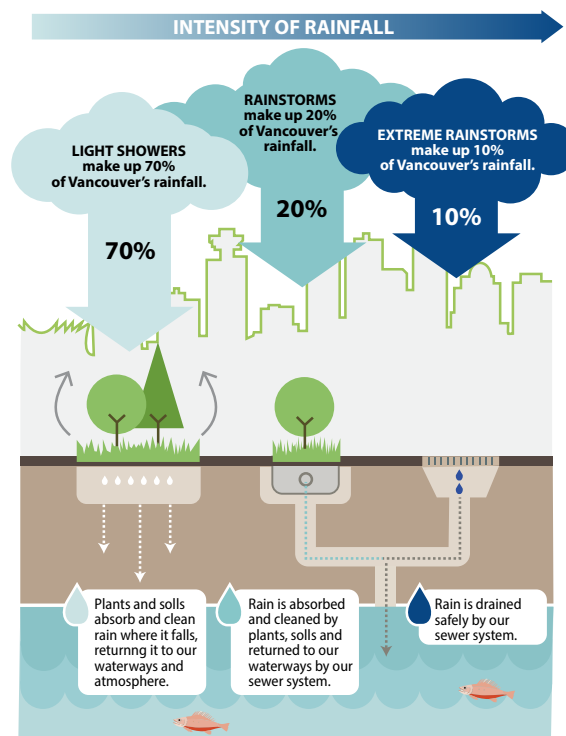 INTENSITY OF RAINFALL
LIGHT SHOWERS
make up 70%
of Vancouver's rainfall.
70%
RAINSTORMS
make up 20%
of Vancouver's
rainfall.
20%
EXTREME RAINSTORMS
make up 10%
of Vancouver's rainfall.
10%
Plants and solls
absorb and clean
rain where it falls,
returnng it to our
waterways and
atmosphere.
Rain is absorbed
and cleaned by
plants, solls and
returned to our
waterways by our
sewer system.
Rain is drained
safely by our
sewer system.